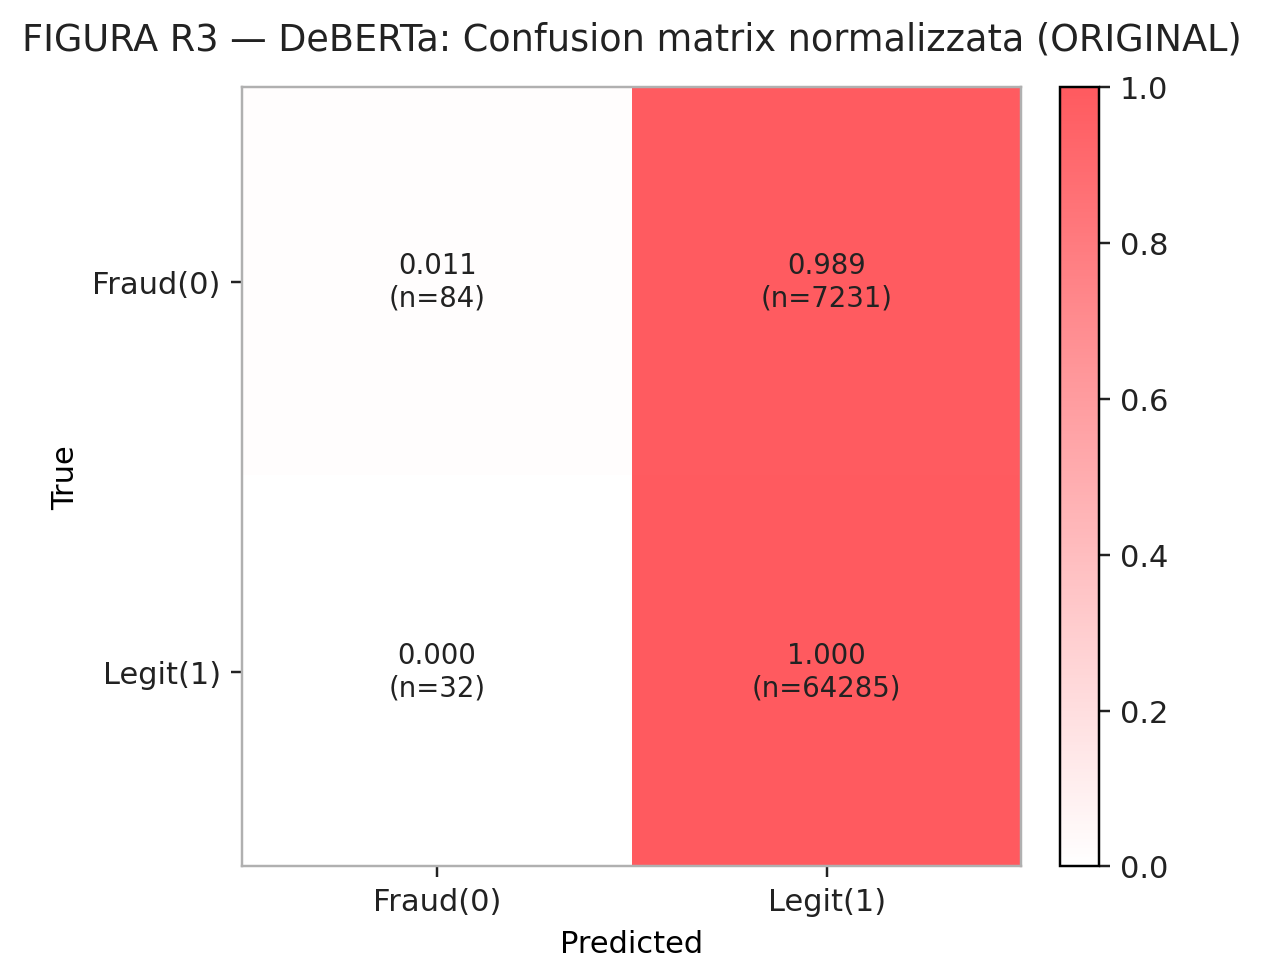 FIGURA R3 — DeBERTa: Confusion matrix normalizzata (ORIGINAL)
1.0
0.8
0.6
0.4
0.2
0.0
True
Fraud(0)
0.011
(n=84)
0.989
(n=7231)
Legit(1)
0.000
(n=32)
1.000
(n=64285)
Fraud(0)
Legit(1)
Predicted